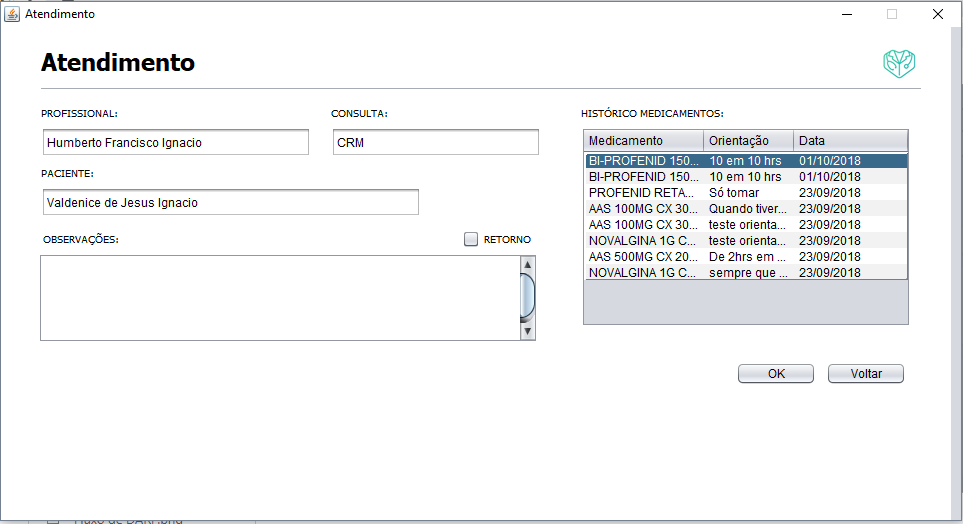 Atendimento
Atendimento
PROFISSIONAL:
Humberto Francisco Ignacio
CONSULTA:
CRM
PACIENTE:
Valdenice de Jesus Ignacio
OBSERVAÇÕES:
RETORNO
HISTÓRICO MEDICAMENTOS:
Medicamento Orientação Data
BI-PROFENID 150... 10 em 10 hrs 01/10/2018
BI-PROFENID 150... 10 em 10 hrs 01/10/2018
PROFENID RETA... Só tomar 23/09/2018
AAS 100MG CX 30... Quando tiver... 23/09/2018
AAS 100MG CX 30... teste orienta... 23/09/2018
NOVALGINA 1G C... teste orienta... 23/09/2018
AAS 500MG CX 20... De 2hrs em ... 23/09/2018
NOVALGINA 1G C... sempre que ... 23/09/2018
OK Voltar